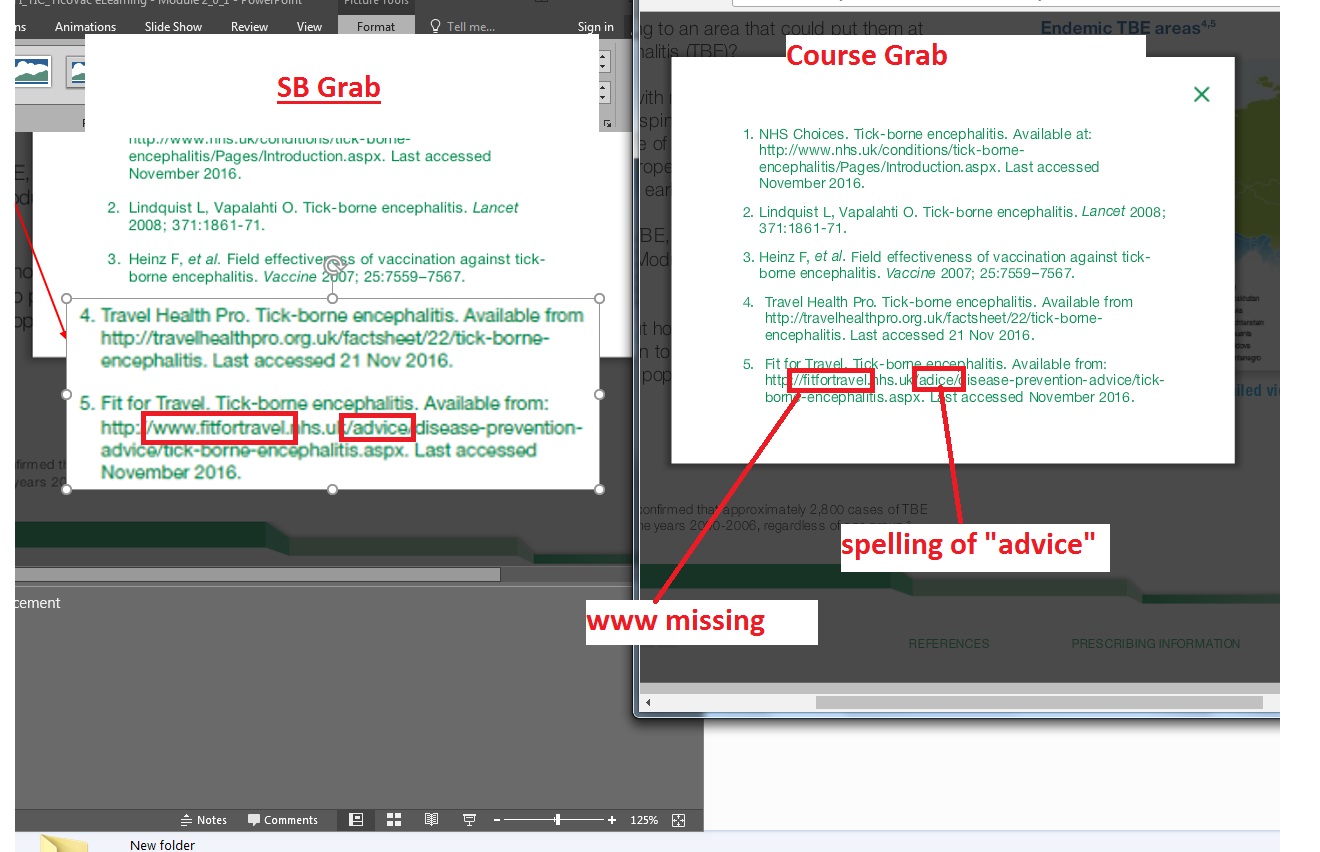 TicoVac eLearning - Module 2_0_1 - PowerPoint
Picture Tools
Animations Slide Show Review View Format Tell me... Sign in
SB Grab
http://www.nhs.uk/conditions/tick-borne-
encephalitis/Pages/Introduction.aspx. Last accessed
November 2016.
2. Lindquist L, Vapalahti O. Tick-borne encephalitis. Lancet
2008; 371:1861-71.
3. Heinz F, et al. Field effectiveness of vaccination against tick-
borne encephalitis. Vaccine 2007; 25:7559–7567.
4. Travel Health Pro. Tick-borne encephalitis. Available from
http://travelhealthpro.org.uk/factsheet/22/tick-borne-
encephalitis. Last accessed 21 Nov 2016.
5. Fit for Travel. Tick-borne encephalitis. Available from:
http://www.fitfortravel.nhs.uk/advice/disease-prevention-
advice/tick-borne-encephalitis.aspx. Last accessed
November 2016.
Notes Comments 125%
New folder
ng to an area that could put them at
Endemic TBE areas4,5
halitis (TBE)?
Course Grab
1. NHS Choices. Tick-borne encephalitis. Available at:
http://www.nhs.uk/conditions/tick-borne-
encephalitis/Pages/Introduction.aspx. Last accessed
November 2016.
2. Lindquist L, Vapalahti O. Tick-borne encephalitis. Lancet 2008;
371:1861-71.
3. Heinz F, et al. Field effectiveness of vaccination against tick-
borne encephalitis. Vaccine 2007; 25:7559–7567.
4. Travel Health Pro. Tick-borne encephalitis. Available from
http://travelhealthpro.org.uk/factsheet/22/tick-borne-
encephalitis. Last accessed 21 Nov 2016.
5. Fit for Travel. Tick-borne encephalitis. Available from:
http://fitfortravel.nhs.uk/adice/disease-prevention-advice/tick-
borne-encephalitis.aspx. Last accessed November 2016.
confirmed that approximately 2,800 cases of TBE
spelling of "advice"
www missing
REFERENCES PRESCRIBING INFORMATION